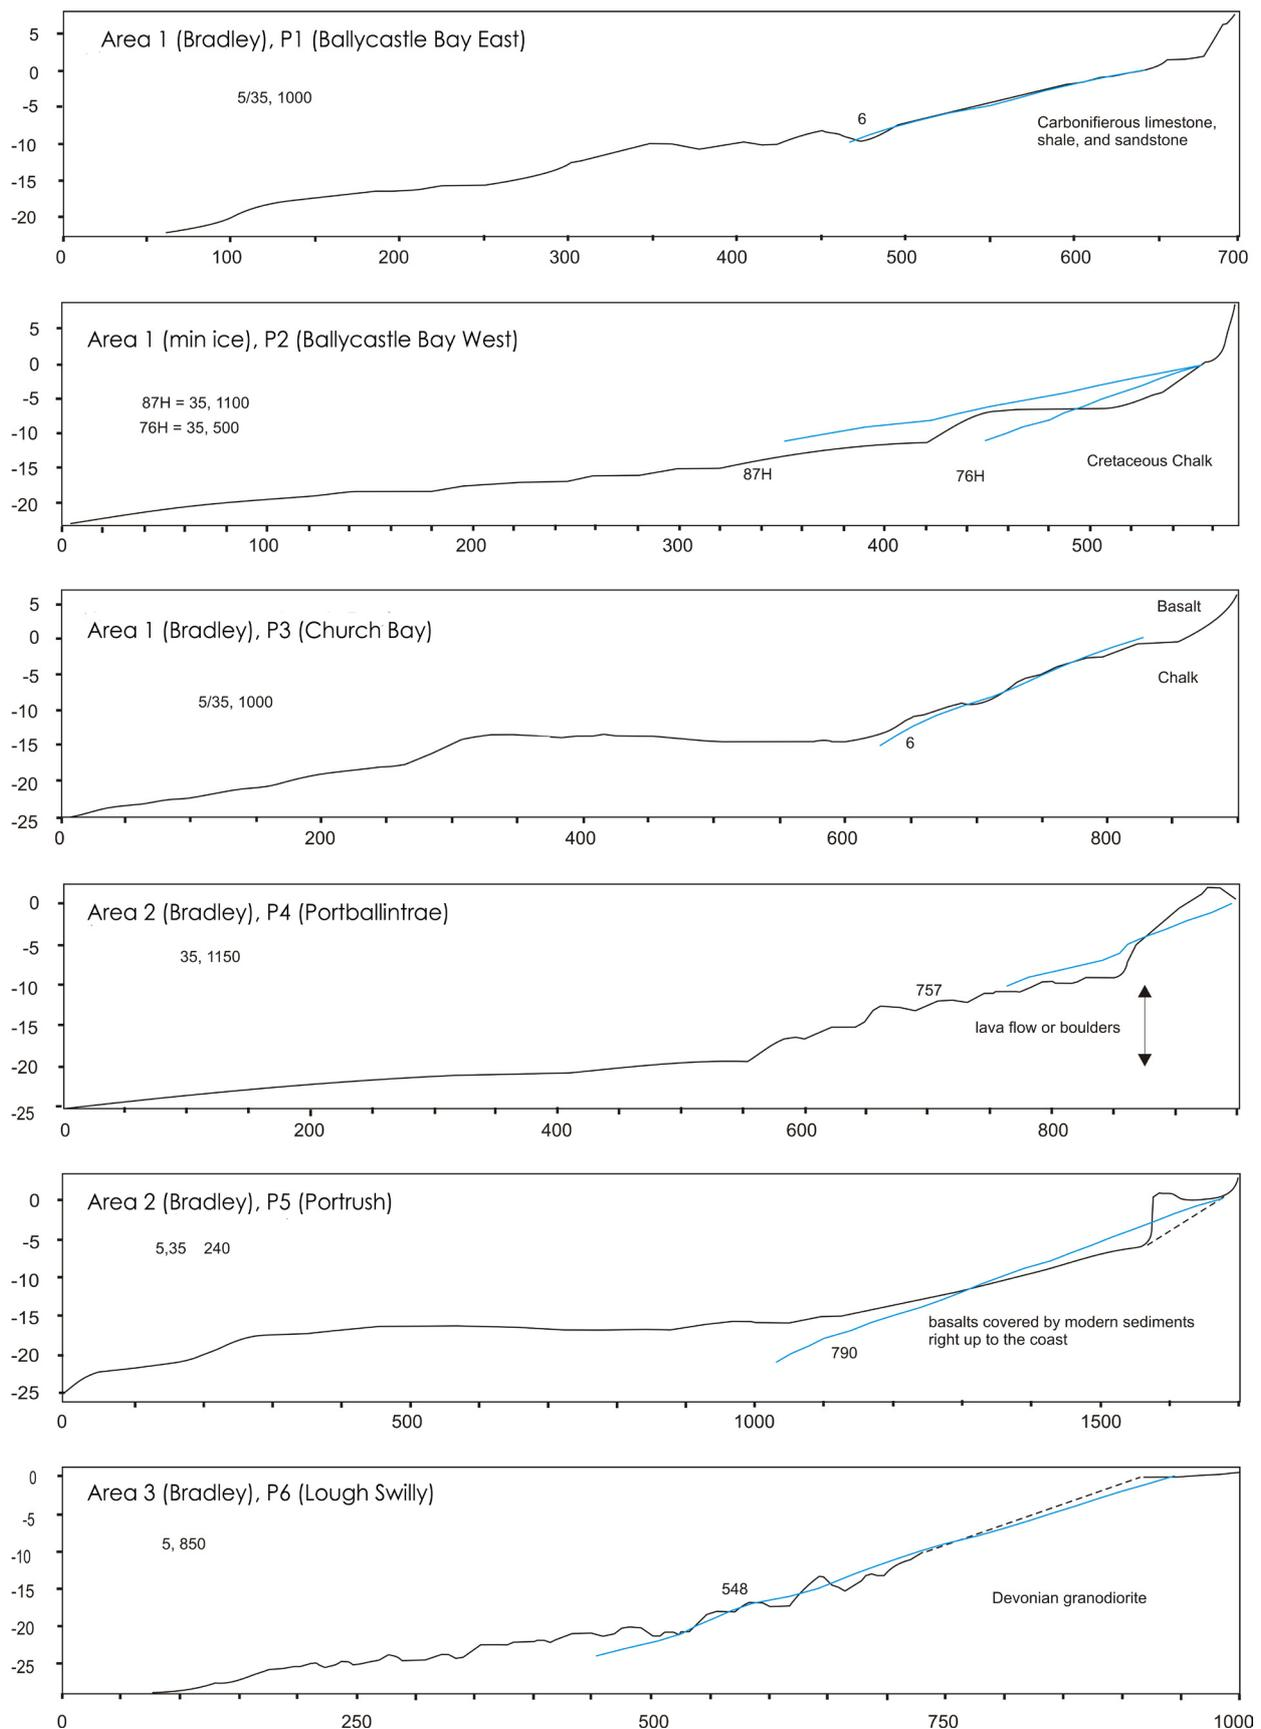 Area 1 (Bradley), P1 (Ballycastle Bay East)
5
0
-5
-10
-15
-20
5/35, 1000
6
Carbonifierous limestone,
shale, and sandstone
0 100 200 300 400 500 600 700
Area 1 (min ice), P2 (Ballycastle Bay West)
5
0
-5
-10
-15
-20
87H = 35, 1100
76H = 35, 500
87H
76H
Cretaceous Chalk
0 100 200 300 400 500
Area 1 (Bradley), P3 (Church Bay)
5
0
-5
-10
-15
-20
-25
5/35, 1000
6
Basalt
Chalk
0 200 400 600 800
Area 2 (Bradley), P4 (Portballintrae)
0
-5
-10
-15
-20
-25
35, 1150
757
lava flow or boulders
0 200 400 600 800
Area 2 (Bradley), P5 (Portrush)
0
-5
-10
-15
-20
-25
5,35 240
790
basalts covered by modern sediments
right up to the coast
0 500 1000 1500
Area 3 (Bradley), P6 (Lough Swilly)
0
-5
-10
-15
-20
-25
5, 850
548
Devonian granodiorite
0 250 500 750 1000